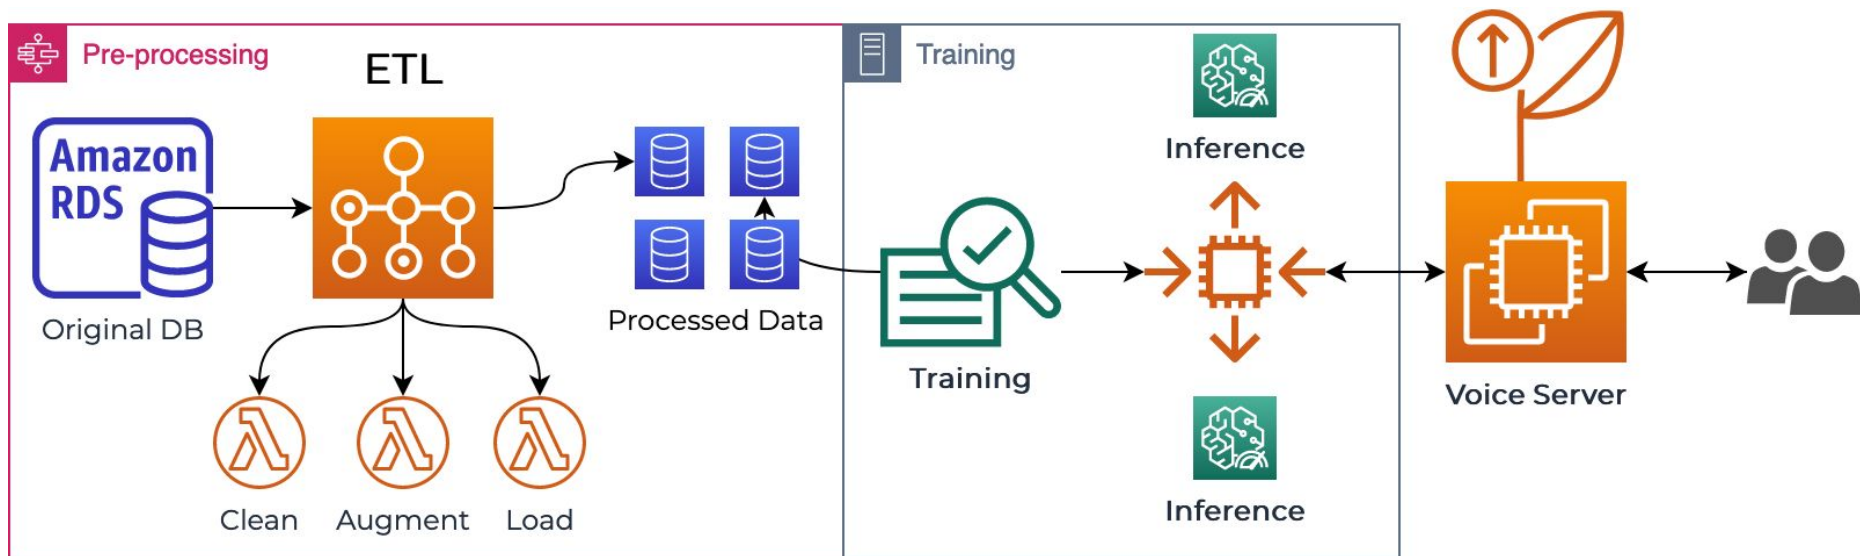 Pre-processing
ETL
Amazon
RDS
Original DB
Clean
Augment
Load
Processed Data
Training
Training
Inference
Inference
Voice Server